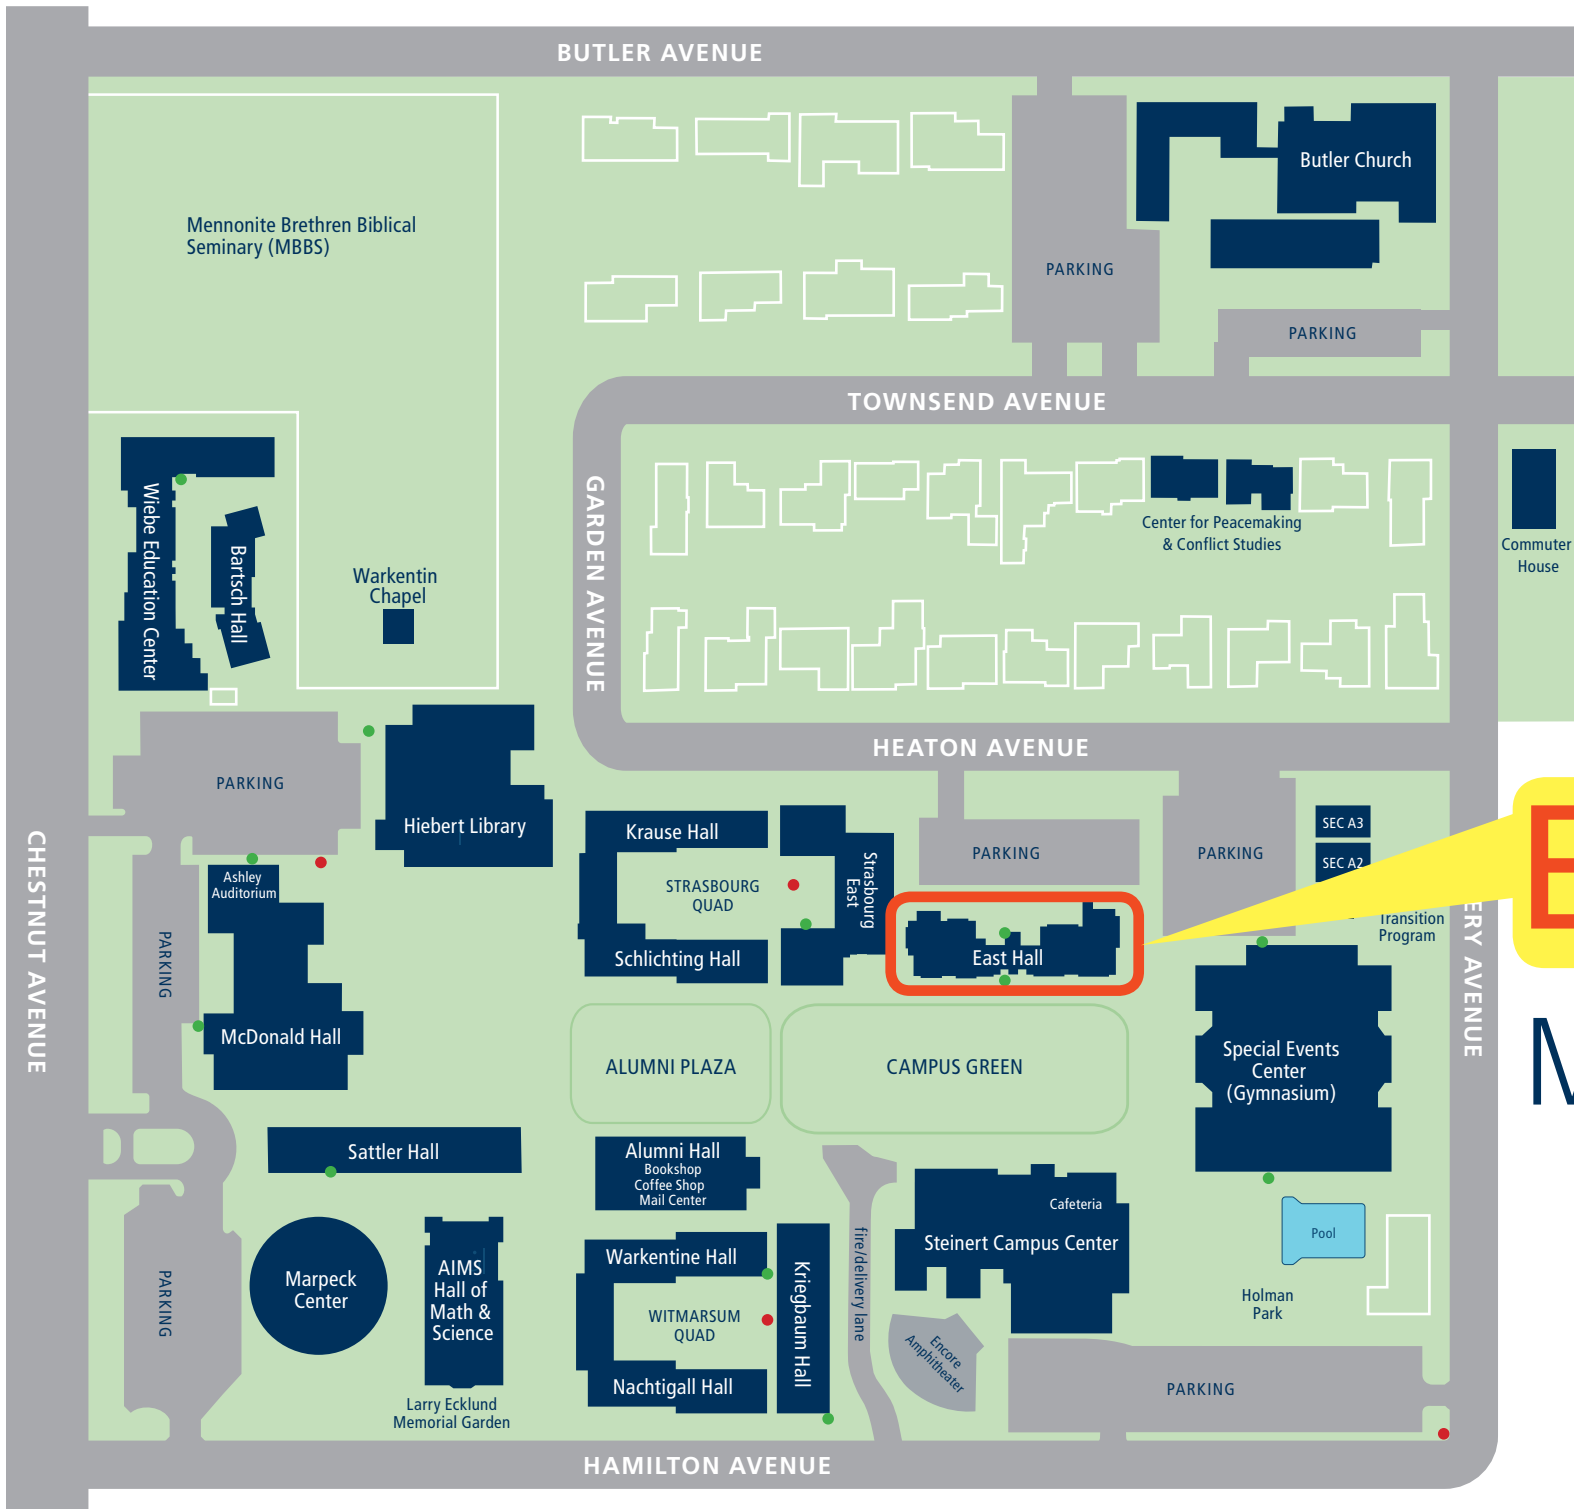 BUTLER AVENUE
Butler Church
Mennonite Brethren Biblical
Seminary (MBBS)
PARKING
PARKING
TOWNSEND AVENUE
GARDEN AVENUE
Center for Peacemaking
& Conflict Studies
Commuter
House
Wiebe Education Center
Bartsch Hall
Warkentin
Chapel
HEATON AVENUE
PARKING
CHESTNUT AVENUE
Hiebert Library
Krause Hall
STRASBOURG
QUAD
Strasbourg
East
Schlichting Hall
PARKING
PARKING
SEC A3
SEC A2
Transition
Program
ERY AVENUE
E
M
East Hall
Ashley
Auditorium
PARKING
McDonald Hall
ALUMNI PLAZA
CAMPUS GREEN
Special Events
Center
(Gymnasium)
Sattler Hall
Alumni Hall
Bookshop
Coffee Shop
Mail Center
Cafeteria
Steinert Campus Center
fire/delivery lane
Pool
Holman
Park
PARKING
Marpeck
Center
AIMS
Hall of
Math &
Science
Larry Ecklund
Memorial Garden
Warkentine Hall
WITMARSUM
QUAD
Kriegbaum Hall
Nachtigall Hall
Encore
Amphitheater
PARKING
HAMILTON AVENUE